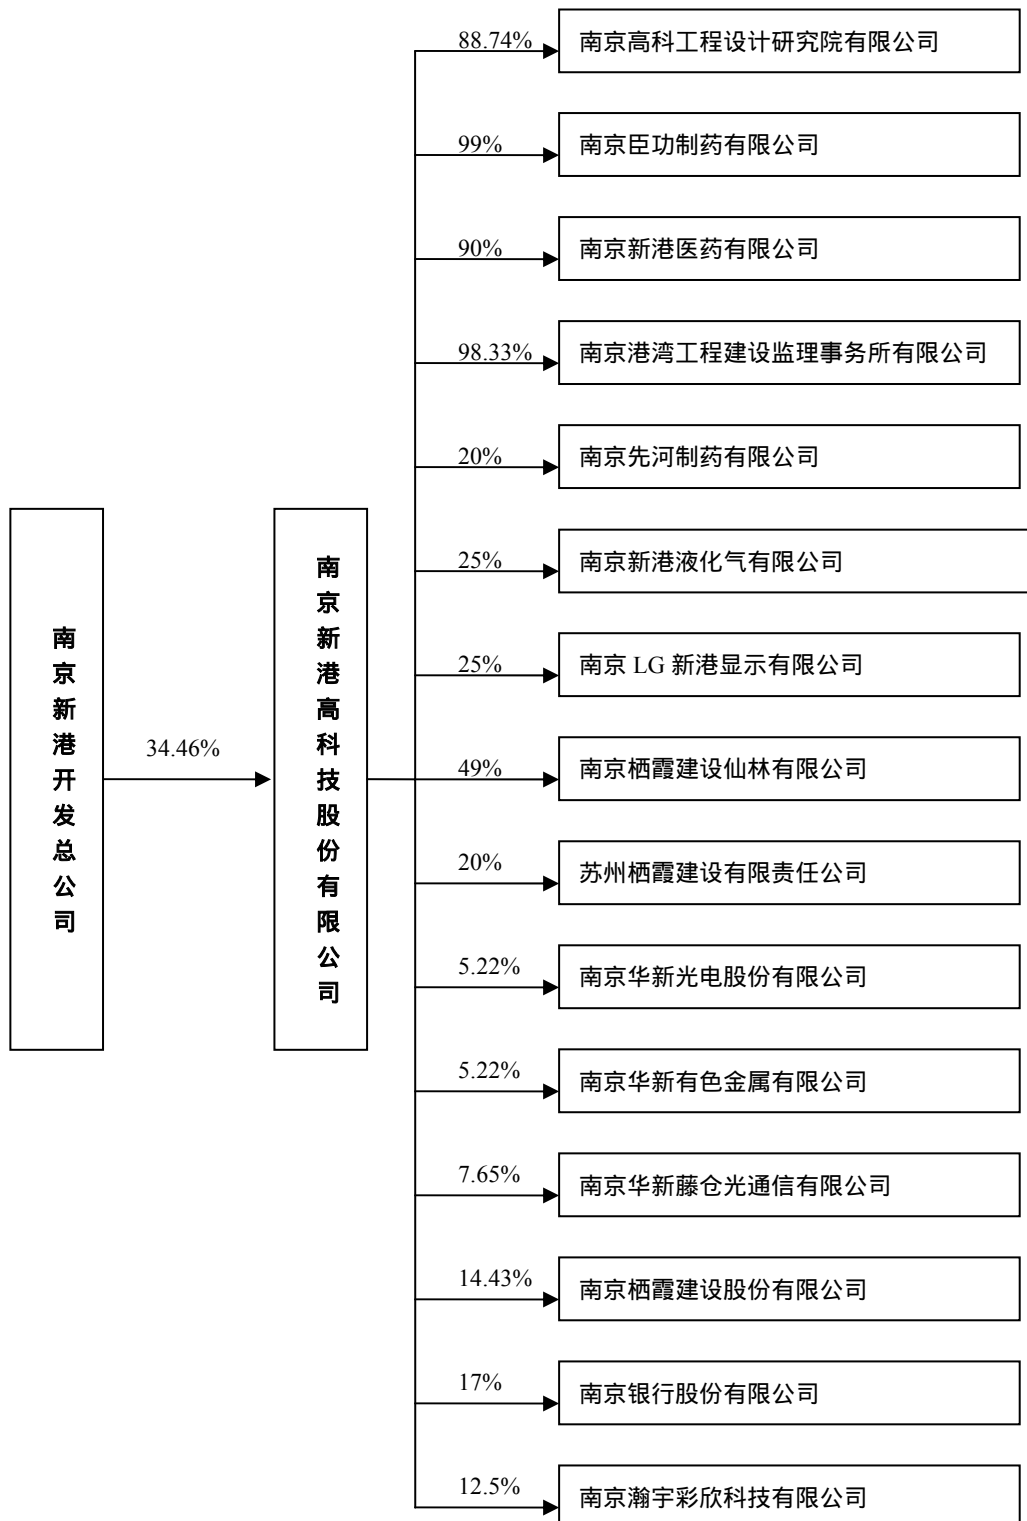 88.74%
南京高科工程设计研究院有限公司
99%
南京臣功制药有限公司
90%
南京新港医药有限公司
98.33%
南京港湾工程建设监理事务所有限公司
20%
南京先河制药有限公司
25%
南京新港液化气有限公司
25%
南京 LG 新港显示有限公司
南京新港开发总公司
34.46%
南京新港高科技股份有限公司
49%
南京栖霞建设仙林有限公司
20%
苏州栖霞建设有限责任公司
5.22%
南京华新光电股份有限公司
5.22%
南京华新有色金属有限公司
7.65%
南京华新藤仓光通信有限公司
14.43%
南京栖霞建设股份有限公司
17%
南京银行股份有限公司
12.5%
南京瀚宇彩欣科技有限公司